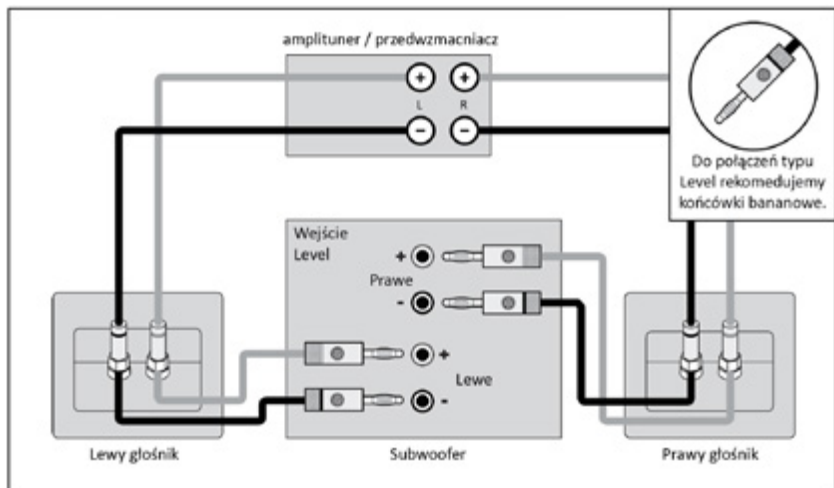 amplituner / przedwzmacniacz
+ +
L R
- -
Do połączeń typu
Level rekomedujemy
końcówki bananowe.
Wejście
Level
+
Prawe
-
+
Lewe
-
Lewy głośnik
Subwoofer
Prawy głośnik